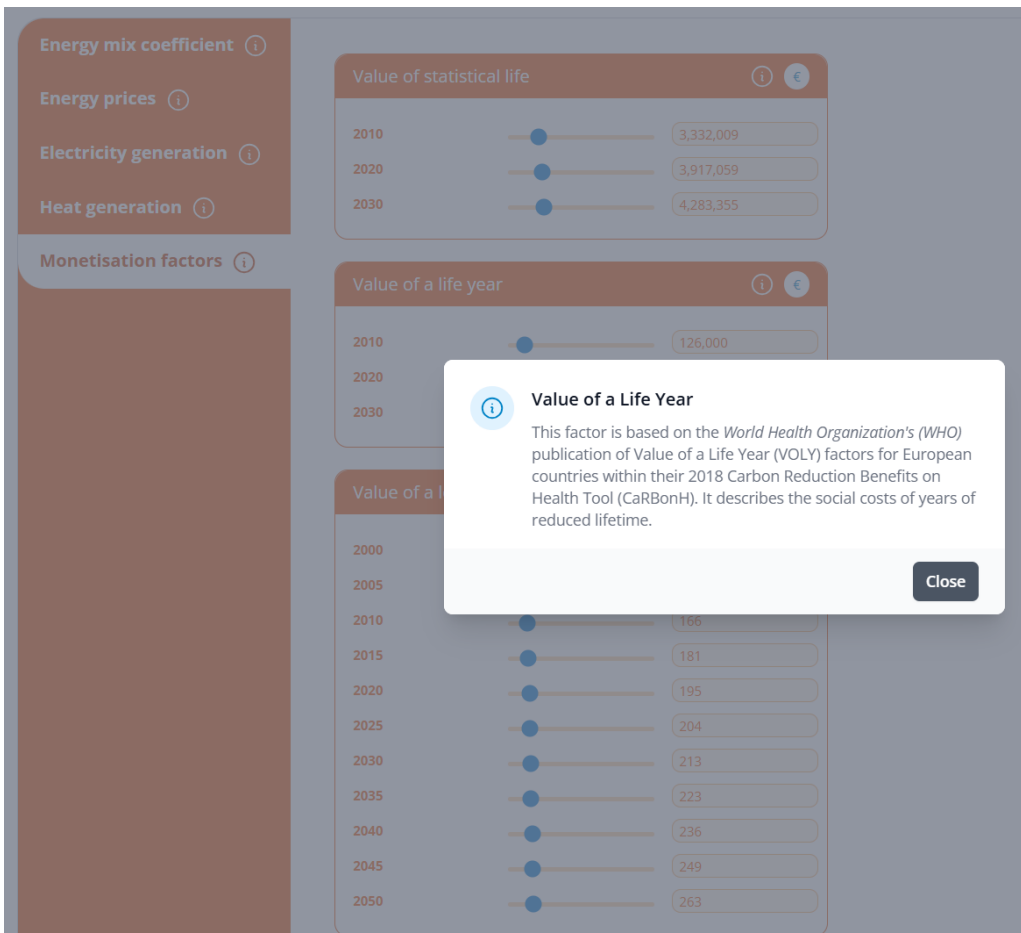 Energy mix coefficient
Energy prices
Electricity generation
Heat generation
Monetisation factors
Value of statistical life
€
2010
3,332,009
2020
3,917,059
2030
4,283,355
Value of a life year
€
2010
126,000
2020
2030
Value of a Life Year
This factor is based on the World Health Organization's (WHO)
publication of Value of a Life Year (VOLY) factors for European
countries within their 2018 Carbon Reduction Benefits on
Health Tool (CaRBonH). It describes the social costs of years of
reduced lifetime.
Close
Value of a
2000
2005
2010
166
2015
181
2020
195
2025
204
2030
213
2035
223
2040
236
2045
249
2050
263